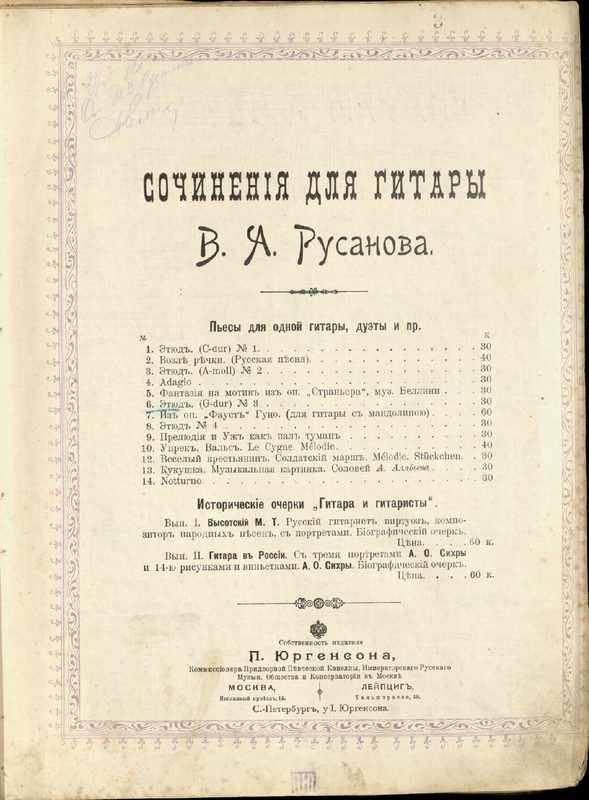 3
СОЧИНЕНІЯ ДЛЯ ГИТАРЫ
В. А. Русанова.
Пьесы для одной гитары, дуэты и пр.
№ К.
1. Этюдъ. (C-dur) № 1. . . . . . . . . . . . . . . 30
2. Возлѣ рѣчки. (Русская пѣсня). . . . . . . . . . . 40
3. Этюдъ. (A-moll) № 2 . . . . . . . . . . . . . . 30
4. Adagio . . . . . . . . . . . . . . . . . . . 30
5. Фантазія на мотивъ изъ оп. „Страньера“, муз. Беллини . . . 30
6. Этюдъ. (G-dur) № 3 . . . . . . . . . . . . . . 30
7. Изъ оп. „Фаустъ“ Гуно. (для гитары съ мандолиною) . . . . 60
8. Этюдъ № 4 . . . . . . . . . . . . . . . . . 30
9. Прелюдія и Ужъ какъ палъ туманъ . . . . . . . . . 30
10. Упрекъ. Вальсъ. Le Cygne. Mélodie. . . . . . . . . . 40
12. Веселый крестьянинъ. Солдатскій маршъ. Mélodie. Stückchen. . 30
13. Кукушка. Музыкальная картинка. Соловей А. Алябьева . . . . 30
14. Notturno. . . . . . . . . . . . . . . . . . . 30
Историческіе очерки „Гитара и гитаристы“.
Вып. I. Высотскій М. Т. Русскій гитаристъ виртуозъ, компо-
зиторъ народныхъ пѣсенъ, съ портретами. Біографическій очеркъ.
Цѣна. . . . 60 к.
Вып. II. Гитара въ Россіи. Съ тремя портретами А. О. Сихры
и 14-ю рисунками и виньетками. А. О. Сихры. Біографическій очеркъ.
Цѣна. . . . 60 к.
Собственность издателя
П. Юргенсона,
Коммиссіонера Придворной Пѣвческой Капеллы, Императорскаго Русскаго
Музык. Общества и Консерваторіи въ Москвѣ
МОСКВА, ЛЕЙПЦИГЪ,
Неглинный проѣздъ, 14. Тальштрассе, 19.
С.-Петербургъ, у І. Юргенсона.